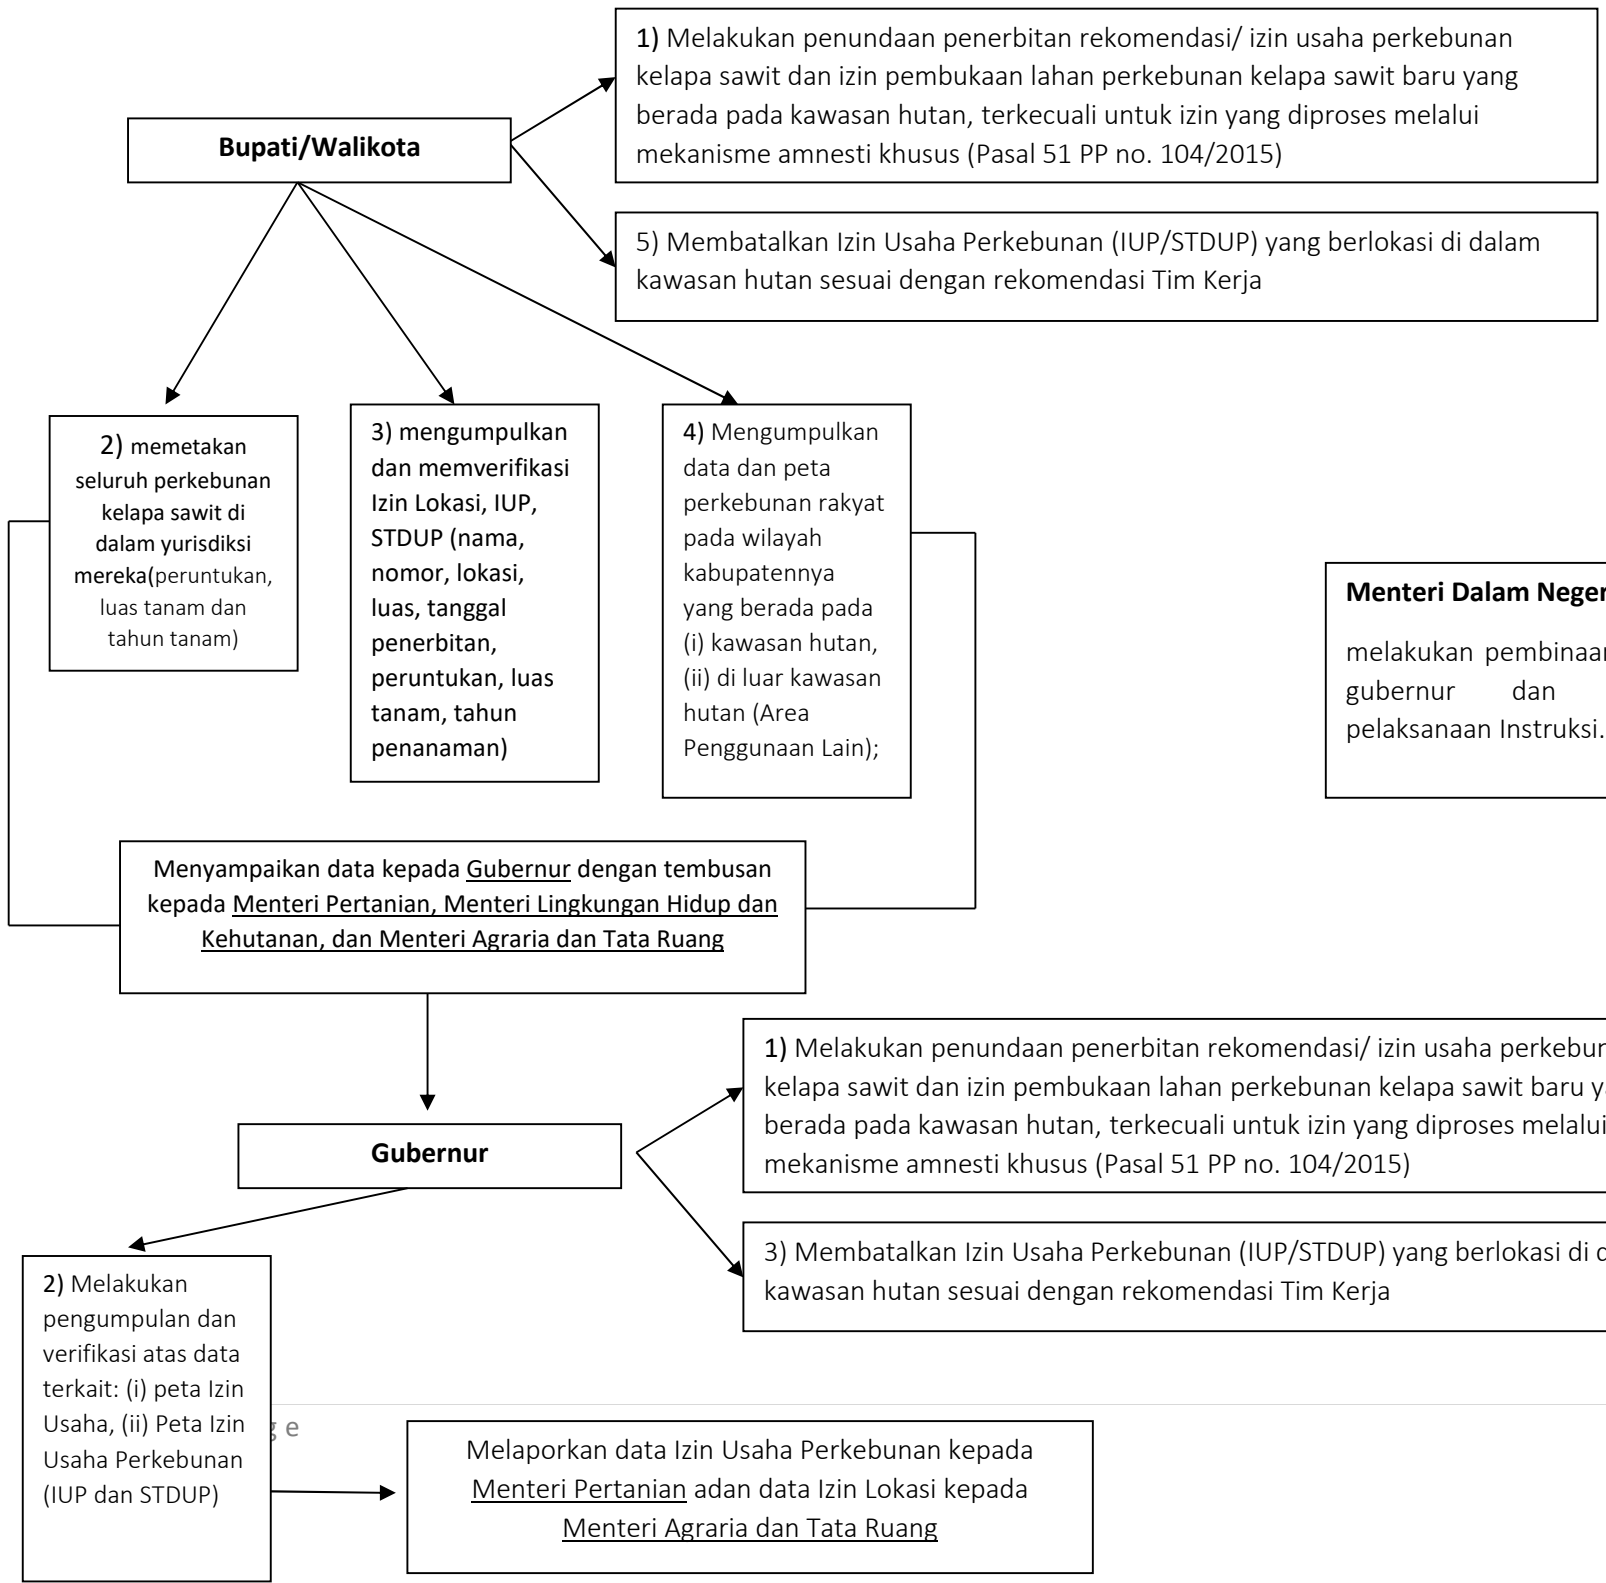 1) Melakukan penundaan penerbitan rekomendasi/ izin usaha perkebunan
kelapa sawit dan izin pembukaan lahan perkebunan kelapa sawit baru yang
berada pada kawasan hutan, terkecuali untuk izin yang diproses melalui
mekanisme amnesti khusus (Pasal 51 PP no. 104/2015)
Bupati/Walikota
5) Membatalkan Izin Usaha Perkebunan (IUP/STDUP) yang berlokasi di dalam
kawasan hutan sesuai dengan rekomendasi Tim Kerja
2) memetakan
seluruh perkebunan
kelapa sawit di
dalam yurisdiksi
mereka(peruntukan,
luas tanam dan
tahun tanam)
3) mengumpulkan
dan memverifikasi
Izin Lokasi, IUP,
STDUP (nama,
nomor, lokasi,
luas, tanggal
penerbitan,
peruntukan, luas
tanam, tahun
penanaman)
4) Mengumpulkan
data dan peta
perkebunan rakyat
pada wilayah
kabupatennya
yang berada pada
(i) kawasan hutan,
(ii) di luar kawasan
hutan (Area
Penggunaan Lain);
Menteri Dalam Neger
melakukan pembinaan
gubernur dan
pelaksanaan Instruksi.
Menyampaikan data kepada Gubernur dengan tembusan
kepada Menteri Pertanian, Menteri Lingkungan Hidup dan
Kehutanan, dan Menteri Agraria dan Tata Ruang
1) Melakukan penundaan penerbitan rekomendasi/ izin usaha perkebun
kelapa sawit dan izin pembukaan lahan perkebunan kelapa sawit baru ya
berada pada kawasan hutan, terkecuali untuk izin yang diproses melalui
mekanisme amnesti khusus (Pasal 51 PP no. 104/2015)
Gubernur
3) Membatalkan Izin Usaha Perkebunan (IUP/STDUP) yang berlokasi di d
kawasan hutan sesuai dengan rekomendasi Tim Kerja
2) Melakukan
pengumpulan dan
verifikasi atas data
terkait: (i) peta Izin
Usaha, (ii) Peta Izin
Usaha Perkebunan
(IUP dan STDUP)
g e
Melaporkan data Izin Usaha Perkebunan kepada
Menteri Pertanian adan data Izin Lokasi kepada
Menteri Agraria dan Tata Ruang